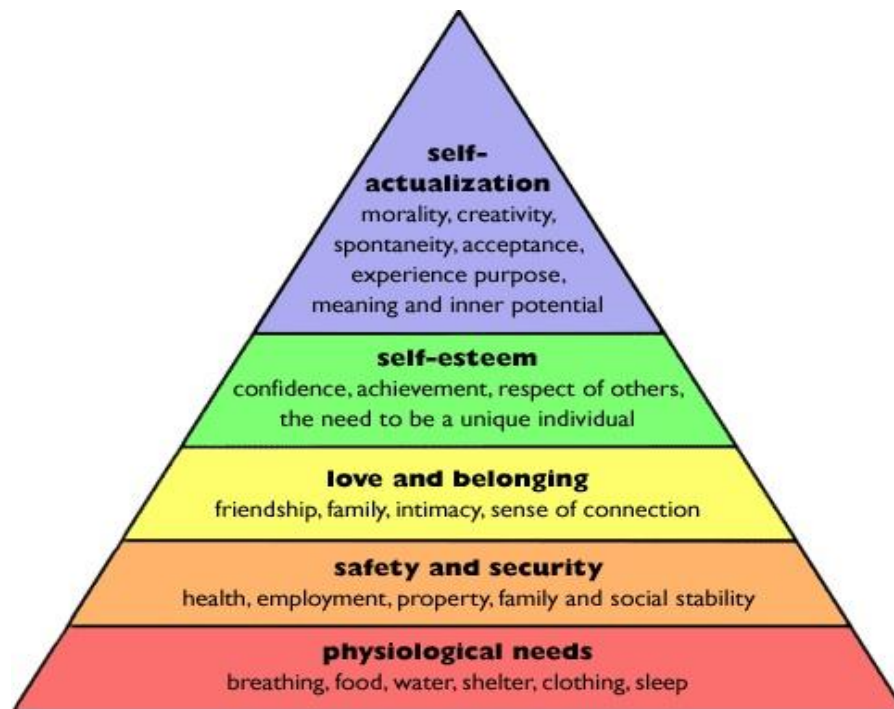 self-
actualization
morality, creativity,
spontaneity, acceptance,
experience purpose,
meaning and inner potential
self-esteem
confidence, achievement, respect of others,
the need to be a unique individual
love and belonging
friendship, family, intimacy, sense of connection
safety and security
health, employment, property, family and social stability
physiological needs
breathing, food, water, shelter, clothing, sleep